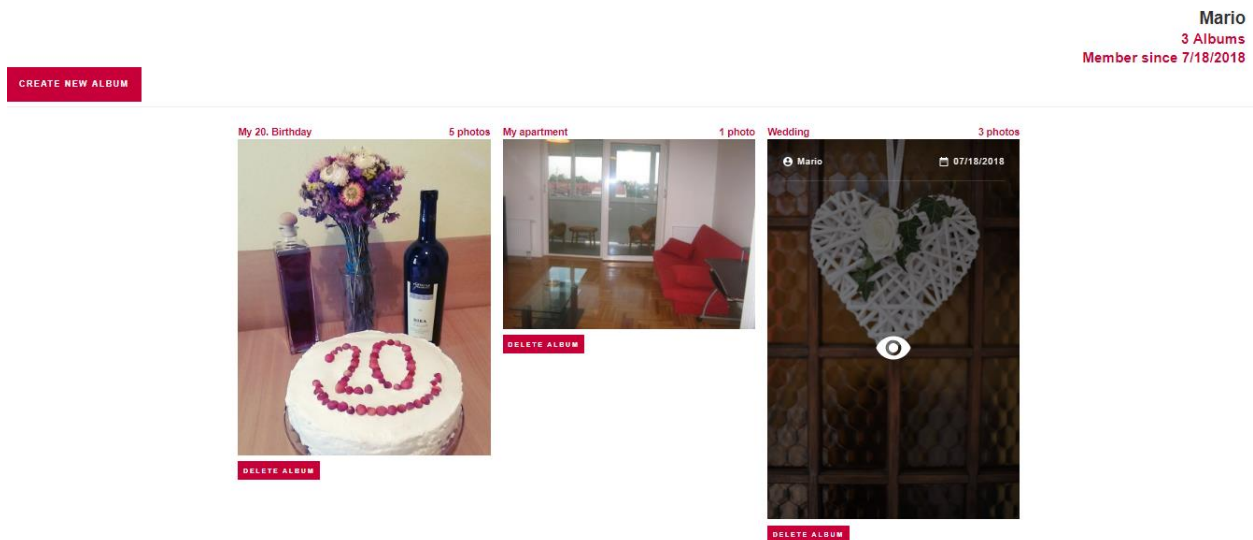 Mario
3 Albums
Member since 7/18/2018
CREATE NEW ALBUM
My 20. Birthday 5 photos
My apartment 1 photo
Wedding 3 photos
Mario 07/18/2018
20
DELETE ALBUM
DELETE ALBUM
DELETE ALBUM